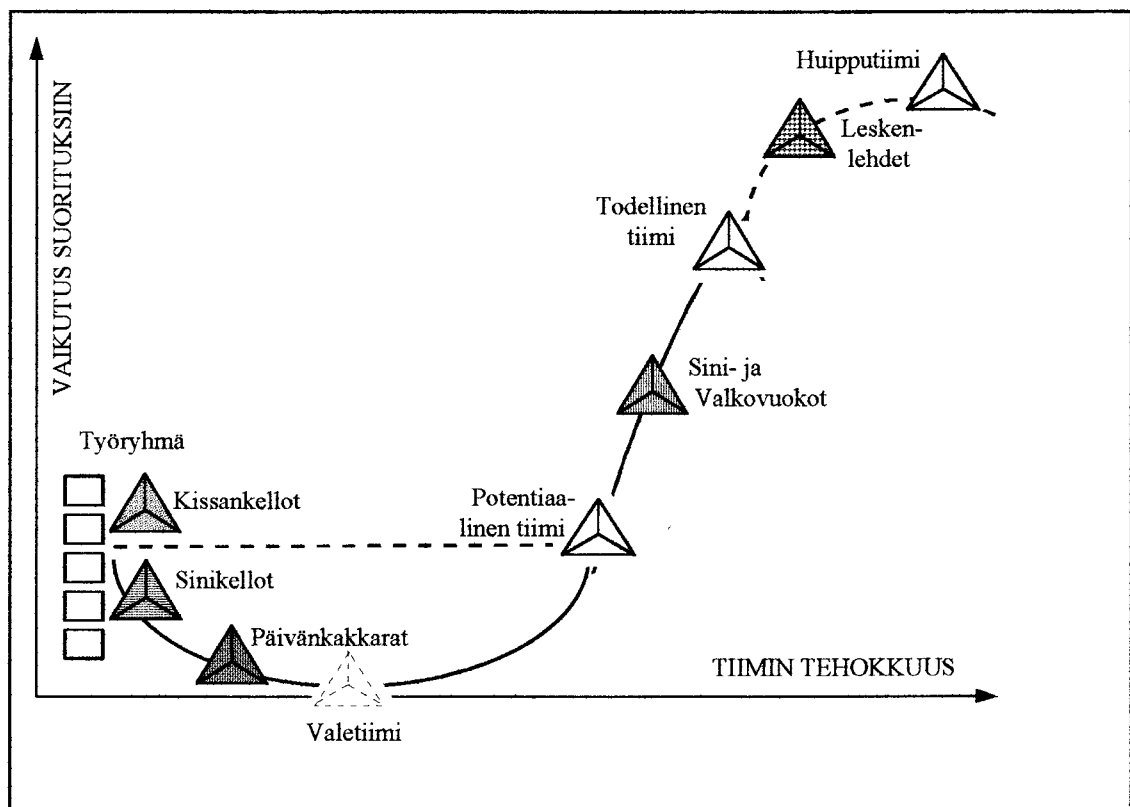 Huipputiimi
Lesken-
lehdet
Todellinen
tiimi
VAIKUTUS SUORITUKSIIN
Sini- ja
Valkovuokot
Työryhmä
Kissankellot
Potentiaa-
linen tiimi
Sinikellot
Päivänkakkarat
TIIMIN TEHOKKUUS
Valetiimi